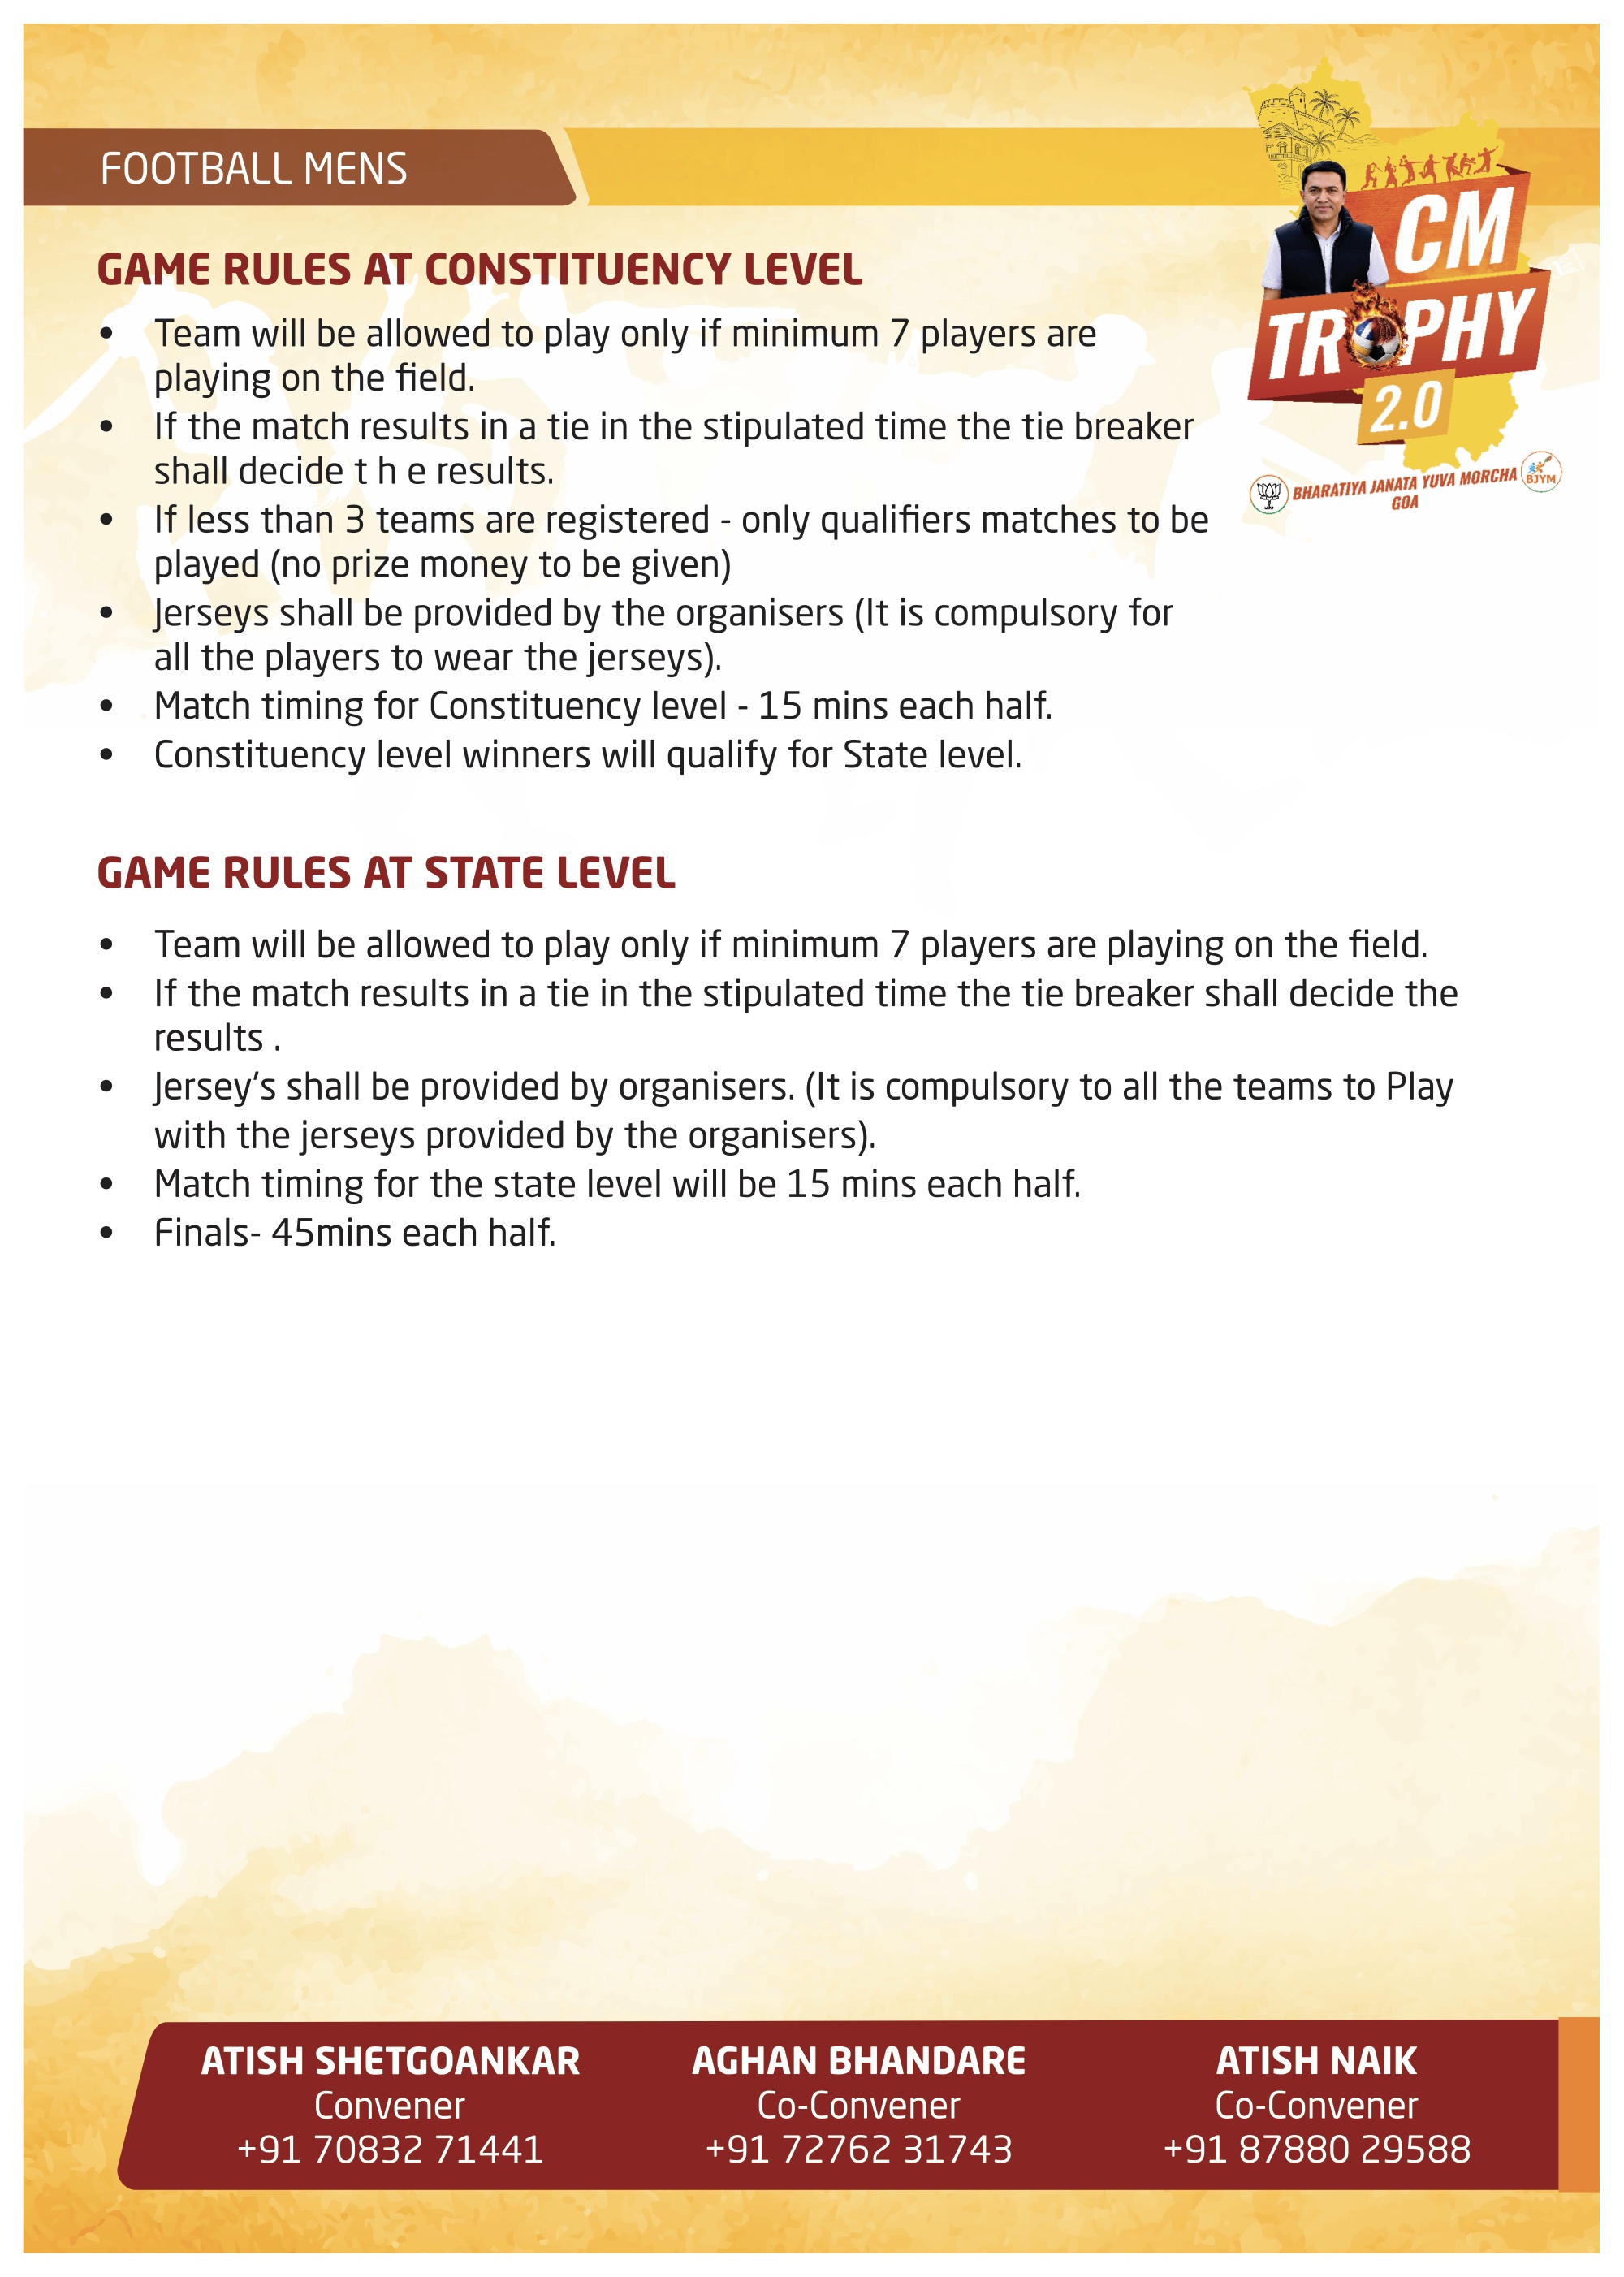 FOOTBALL MENS
CM
TROPHY
2.0
BHARATIYA JANATA YUVA MORCHA
GOA
BJYM
GAME RULES AT CONSTITUENCY LEVEL
• Team will be allowed to play only if minimum 7 players are
playing on the field.
• If the match results in a tie in the stipulated time the tie breaker
shall decide t h e results.
• If less than 3 teams are registered - only qualifiers matches to be
played (no prize money to be given)
• Jerseys shall be provided by the organisers (It is compulsory for
all the players to wear the jerseys).
• Match timing for Constituency level - 15 mins each half.
• Constituency level winners will qualify for State level.
GAME RULES AT STATE LEVEL
• Team will be allowed to play only if minimum 7 players are playing on the field.
• If the match results in a tie in the stipulated time the tie breaker shall decide the
results .
• Jersey’s shall be provided by organisers. (It is compulsory to all the teams to Play
with the jerseys provided by the organisers).
• Match timing for the state level will be 15 mins each half.
• Finals- 45mins each half.
ATISH SHETGOANKAR
Convener
+91 70832 71441
AGHAN BHANDARE
Co-Convener
+91 72762 31743
ATISH NAIK
Co-Convener
+91 87880 29588